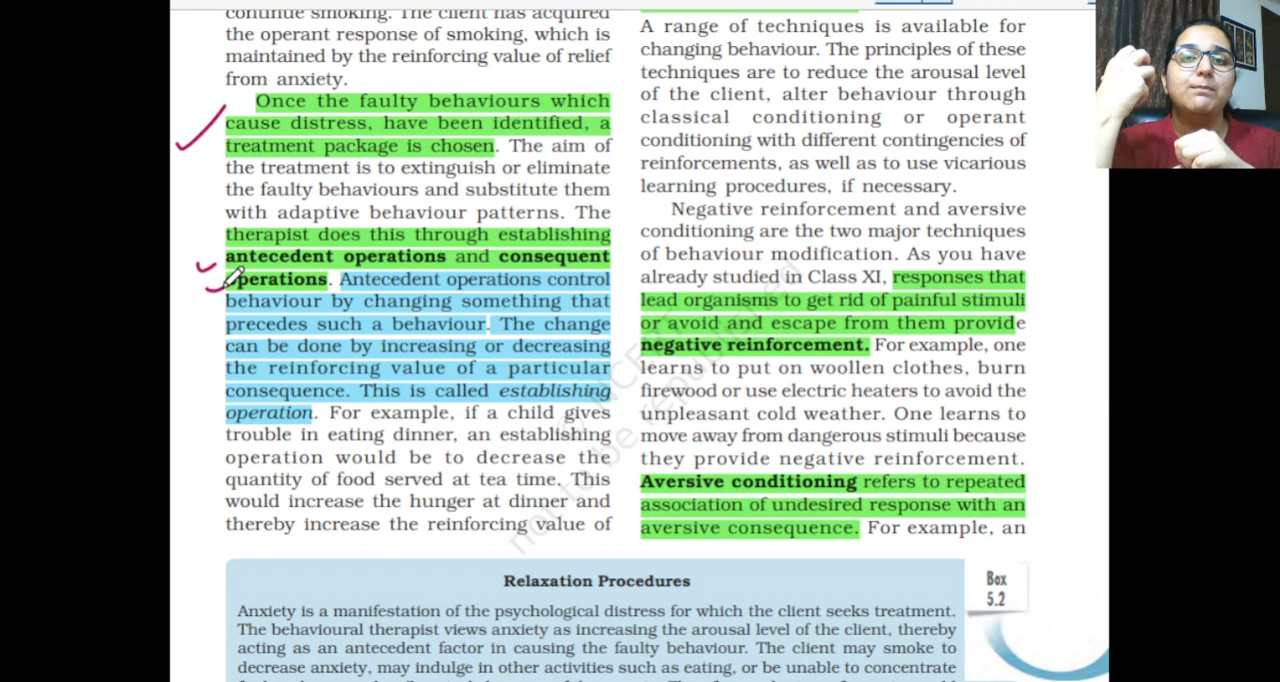 continue smoking. The client has acquired
the operant response of smoking, which is
maintained by the reinforcing value of relief
from anxiety.
Once the faulty behaviours which
cause distress, have been identified, a
treatment package is chosen. The aim of
the treatment is to extinguish or eliminate
the faulty behaviours and substitute them
with adaptive behaviour patterns. The
therapist does this through establishing
antecedent operations and consequent
operations. Antecedent operations control
behaviour by changing something that
precedes such a behaviour. The change
can be done by increasing or decreasing
the reinforcing value of a particular
consequence. This is called establishing
operation. For example, if a child gives
trouble in eating dinner, an establishing
operation would be to decrease the
quantity of food served at tea time. This
would increase the hunger at dinner and
thereby increase the reinforcing value of
A range of techniques is available for
changing behaviour. The principles of these
techniques are to reduce the arousal level
of the client, alter behaviour through
classical conditioning or operant
conditioning with different contingencies of
reinforcements, as well as to use vicarious
learning procedures, if necessary.
Negative reinforcement and aversive
conditioning are the two major techniques
of behaviour modification. As you have
already studied in Class XI, responses that
lead organisms to get rid of painful stimuli
or avoid and escape from them provide
negative reinforcement. For example, one
learns to put on woollen clothes, burn
firewood or use electric heaters to avoid the
unpleasant cold weather. One learns to
move away from dangerous stimuli because
they provide negative reinforcement.
Aversive conditioning refers to repeated
association of undesired response with an
aversive consequence. For example, an
© NCERT
not to be republished
Relaxation Procedures
Box
5.2
Anxiety is a manifestation of the psychological distress for which the client seeks treatment.
The behavioural therapist views anxiety as increasing the arousal level of the client, thereby
acting as an antecedent factor in causing the faulty behaviour. The client may smoke to
decrease anxiety, may indulge in other activities such as eating, or be unable to concentrate